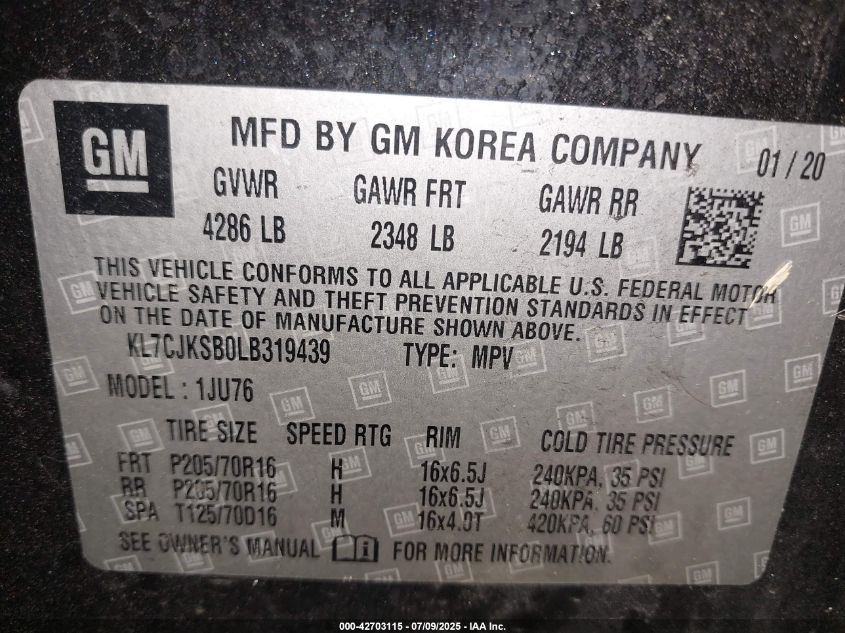 GM
MFD BY GM KOREA COMPANY 01/20
GVWR GAWR FRT GAWR RR
4286 LB 2348 LB 2194 LB
THIS VEHICLE CONFORMS TO ALL APPLICABLE U.S. FEDERAL MOTOR
VEHICLE SAFETY AND THEFT PREVENTION STANDARDS IN EFFECT
ON THE DATE OF MANUFACTURE SHOWN ABOVE.
KL7CJKSB0LB319439 TYPE: MPV
MODEL: 1JU76
TIRE SIZE SPEED RTG RIM COLD TIRE PRESSURE
FRT P205/70R16 H 16x6.5J 240KPA, 35 PSI
RR P205/70R16 H 16x6.5J 240KPA, 35 PSI
SPA T125/70D16 M 16x4.0T 420KPA, 60 PSI
SEE OWNER'S MANUAL FOR MORE INFORMATION.
000-42703115 - 07/09/2025 - IAA Inc.